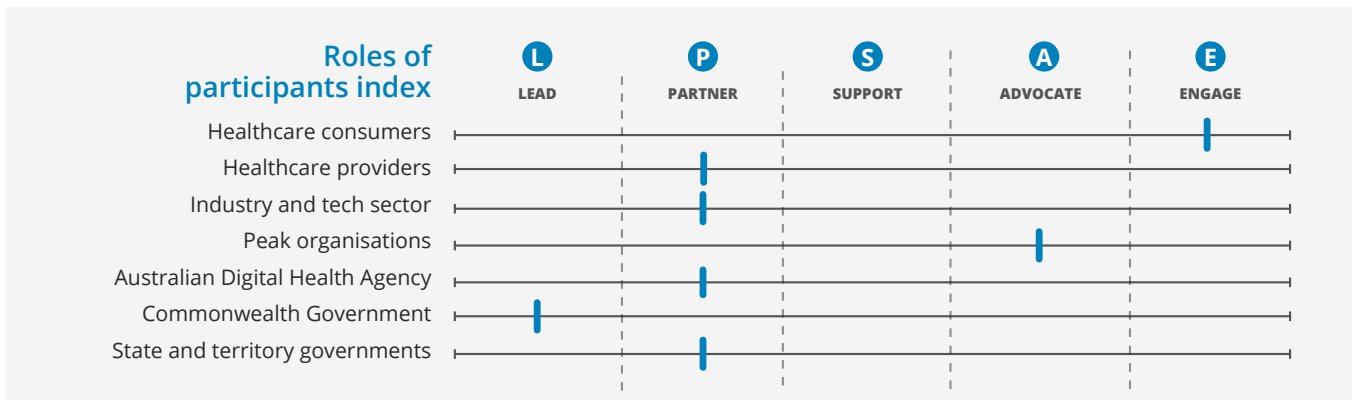 Roles of
participants index
L
P
S
A
E
LEAD
PARTNER
SUPPORT
ADVOCATE
ENGAGE
Healthcare consumers
Healthcare providers
Industry and tech sector
Peak organisations
Australian Digital Health Agency
Commonwealth Government
State and territory governments